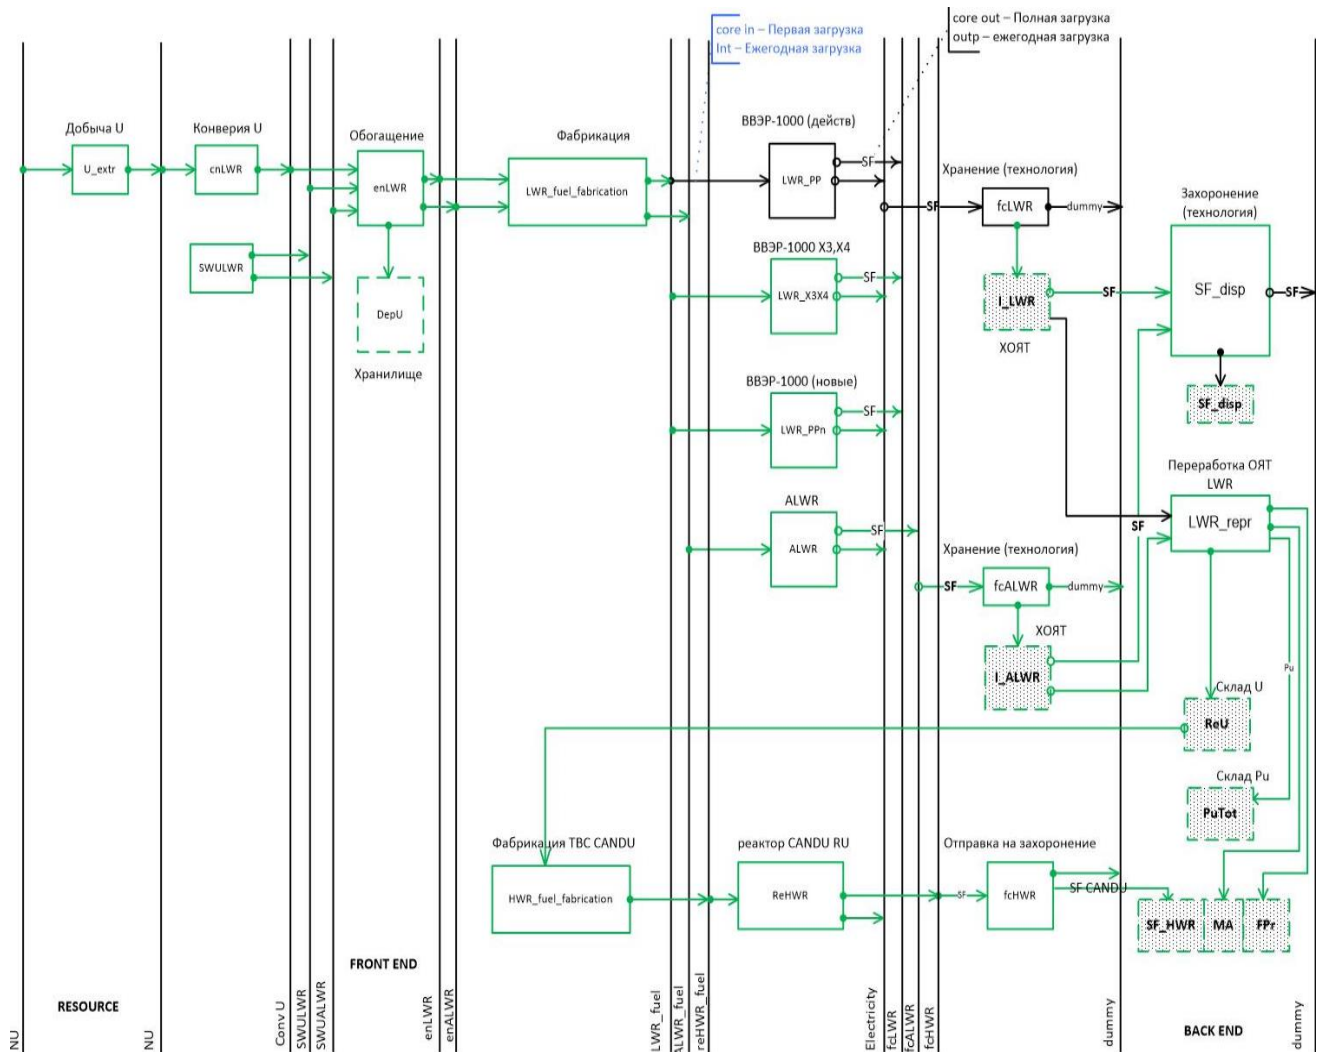 core in – Первая загрузка
Int – Ежегодная загрузка
core out – Полная загрузка
outp – ежегодная загрузка
Добыча U
U_extr
Конверия U
cnLWR
SWULWR
Обогащение
enLWR
DepU
Хранилище
Фабрикация
LWR_fuel_fabrication
ВВЭР-1000 (действ)
LWR_PP
SF
ВВЭР-1000 Х3,Х4
LWR_X3X4
SF
ВВЭР-1000 (новые)
LWR_PPn
SF
ALWR
ALWR
SF
Хранение (технология)
SF
fcLWR
dummy
I_LWR
ХОЯТ
SF
Захоронение
(технология)
SF_disp
SF
SF_disp
Переработка ОЯТ
LWR
LWR_repr
SF
Хранение (технология)
SF
fcALWR
dummy
ХОЯТ
I_ALWR
Pu
Склад U
ReU
Склад Pu
PuTot
Фабрикация ТВС CANDU
HWR_fuel_fabrication
реактор CANDU RU
ReHWR
SF
Отправка на захоронение
fcHWR
SF CANDU
SF_HWR
MA
FPr
RESOURCE
FRONT END
BACK END
NU
NU
Conv U
SWULWR
SWUALWR
enLWR
enALWR
LWR_fuel
ALWR_fuel
reHWR_fuel
Electricity
fcLWR
fcALWR
fcHWR
dummy
dummy